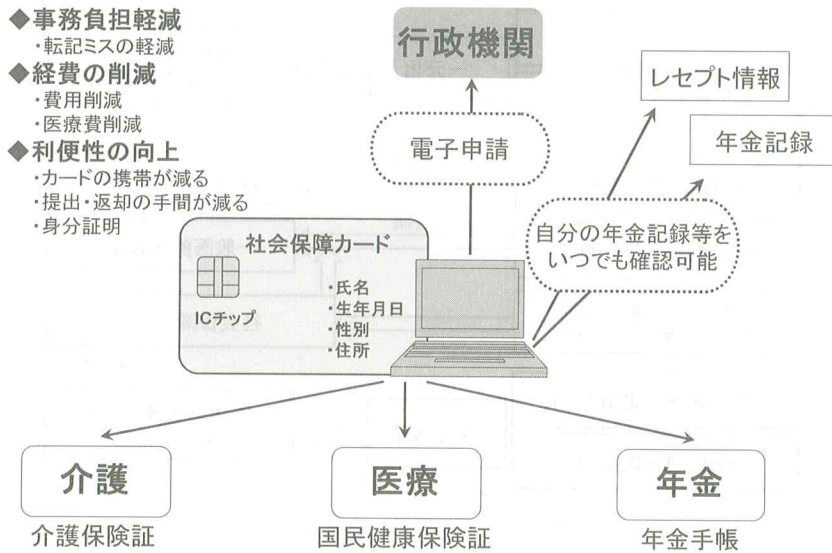 ◆事務負担軽減
・転記ミスの軽減
◆経費の削減
・費用削減
・医療費削減
◆利便性の向上
・カードの携帯が減る
・提出・返却の手間が減る
・身分証明
行政機関
電子申請
レセプト情報
年金記録
自分の年金記録等を
いつでも確認可能
社会保障カード
ICチップ
・氏名
・生年月日
・性別
・住所
介護
介護保険証
医療
国民健康保険証
年金
年金手帳